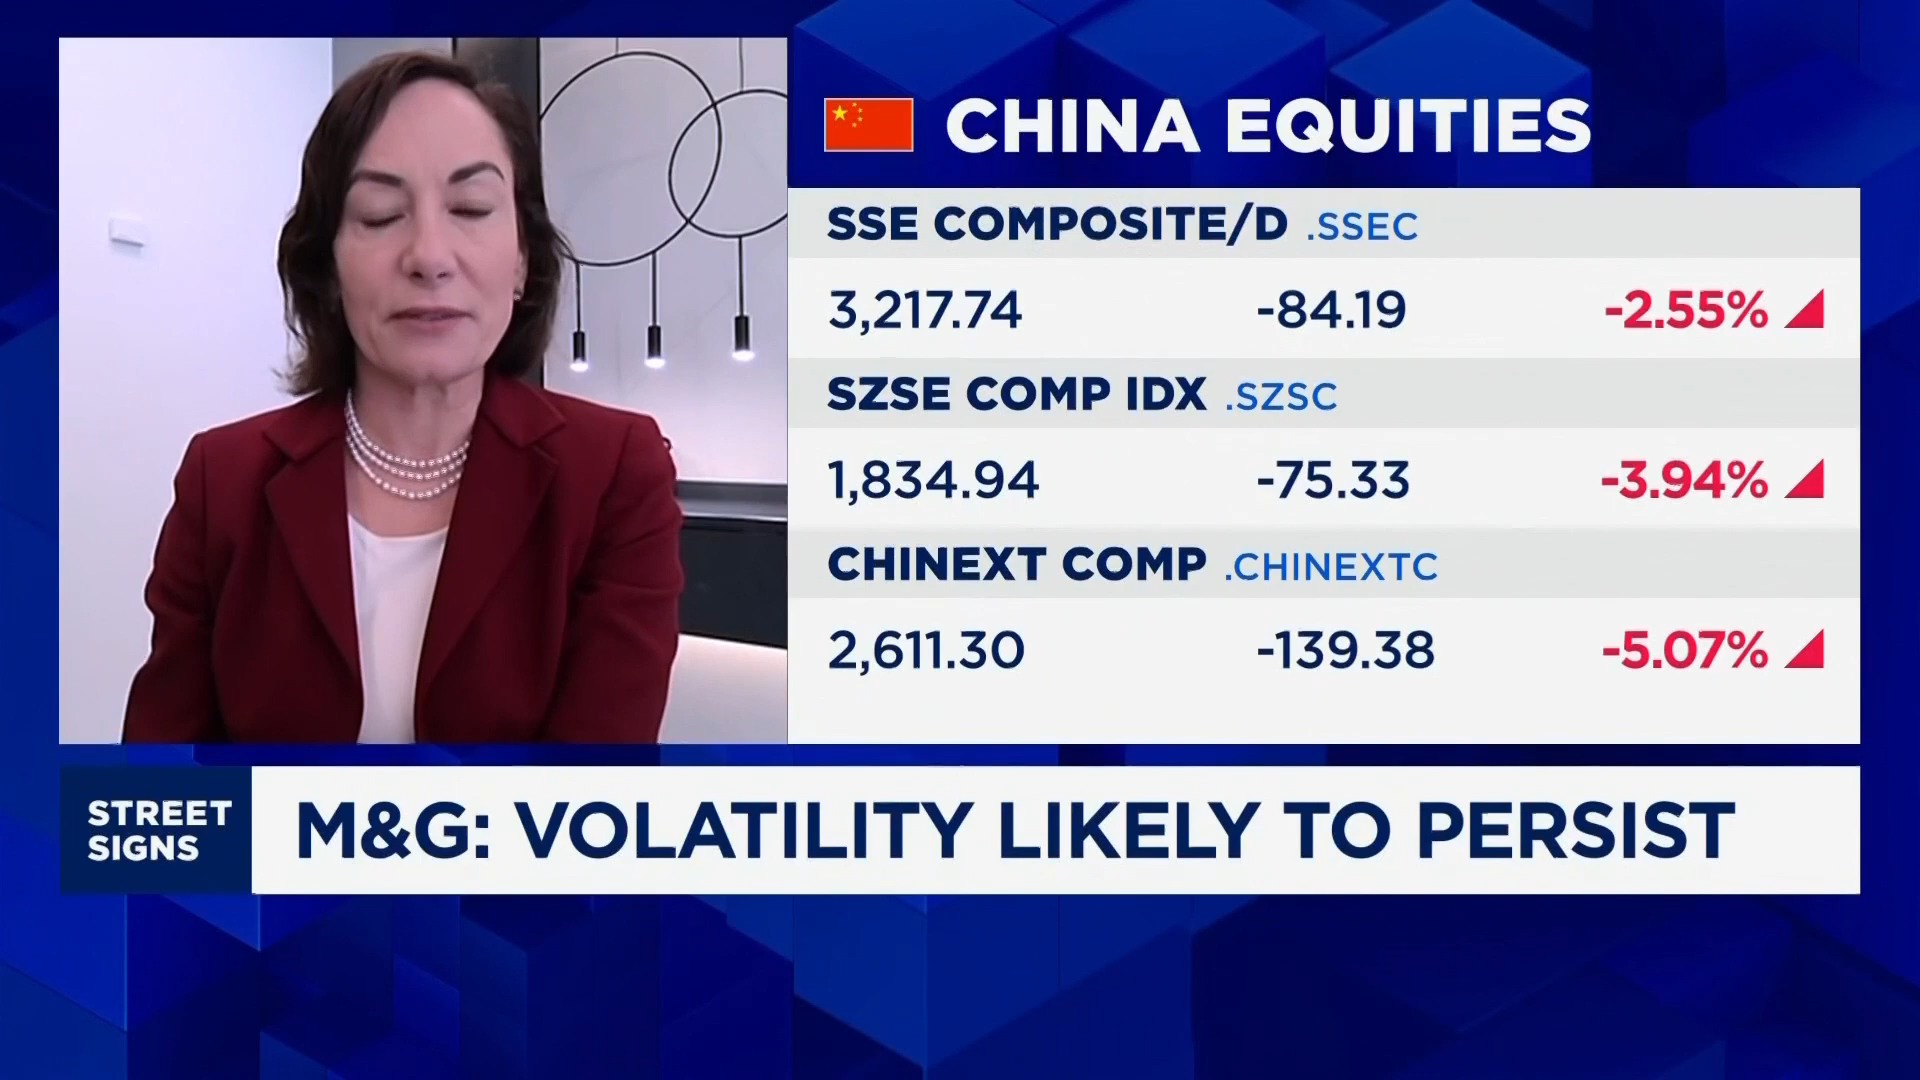 CHINA EQUITIES
SSE COMPOSITE/D .SSEC
3,217.74 -84.19 -2.55%
SZSE COMP IDX .SZSC
1,834.94 -75.33 -3.94%
CHINEXT COMP .CHINEXTC
2,611.30 -139.38 -5.07%
STREET
SIGNS
M&G: VOLATILITY LIKELY TO PERSIST